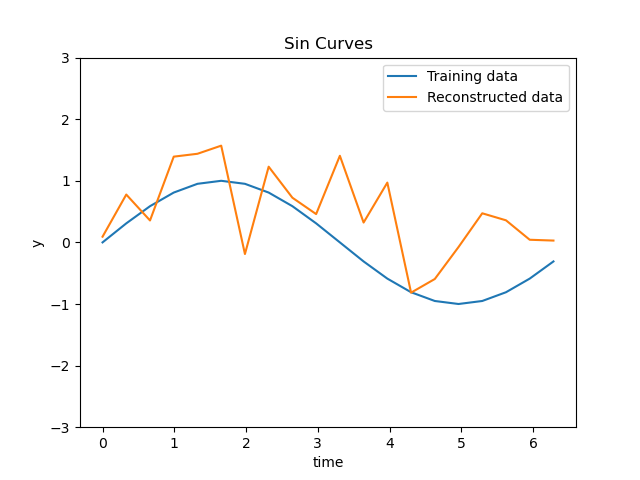 Sin Curves
Training data
Reconstructed data
3
2
1
0
−1
−2
−3
y
0 1 2 3 4 5 6
time